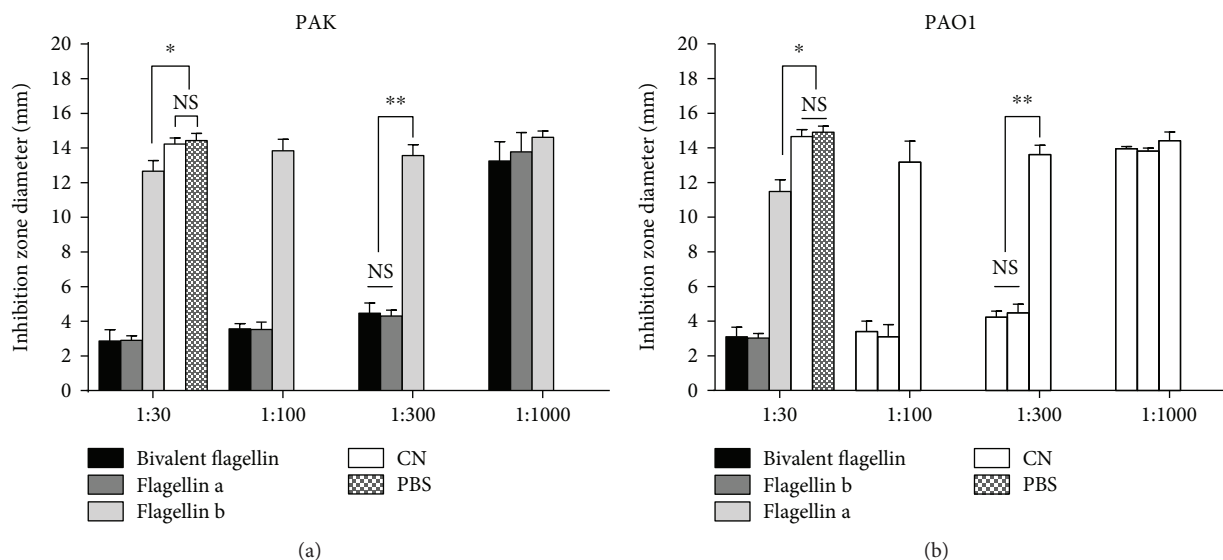 PAK
Inhibition zone diameter (mm)
20
18
16
14
12
10
8
6
4
2
0
*
NS
NS
**
1:30
1:100
1:300
1:1000
Bivalent flagellin
Flagellin a
Flagellin b
CN
PBS
(a)
PAO1
Inhibition zone diameter (mm)
20
18
16
14
12
10
8
6
4
2
0
*
NS
NS
**
1:30
1:100
1:300
1:1000
Bivalent flagellin
Flagellin b
Flagellin a
CN
PBS
(b)